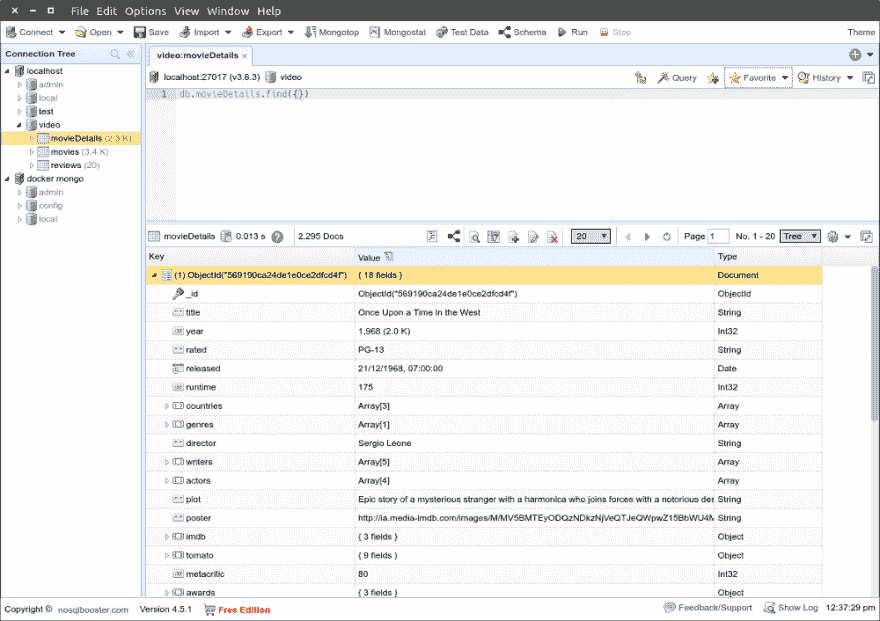 File Edit Options View Window Help
Connect Open Save Import Export Mongotop Mongostat Test Data Schema Run Stop Theme
Connection Tree
localhost
admin
local
test
video
movieDetails (2.3 K)
movies (3.4 K)
reviews (20)
docker mongo
admin
config
local
video:movieDetails ×
localhost:27017 (v3.6.3) video Query Favorite History
1 db.movieDetails.find({})
movieDetails 0.013 s 2,295 Docs 20 Page 1 No. 1 - 20 Tree
Key Value Type
(1) ObjectId("569190ca24de1e0ce2dfcd4f") { 18 fields } Document
_id ObjectId("569190ca24de1e0ce2dfcd4f") ObjectId
title Once Upon a Time in the West String
year 1,968 (2.0 K) Int32
rated PG-13 String
released 21/12/1968, 07:00:00 Date
runtime 175 Int32
countries Array[3] Array
genres Array[1] Array
director Sergio Leone String
writers Array[5] Array
actors Array[4] Array
plot Epic story of a mysterious stranger with a harmonica who joins forces with a notorious des String
poster http://ia.media-imdb.com/images/M/MV5BMTEyODQzNDkzNjVeQTJeQWpwZ15BbWU4M String
imdb { 3 fields } Object
tomato { 9 fields } Object
metacritic 80 Int32
awards { 3 fields } Object
Copyright © nosqlbooster.com Version 4.5.1 Free Edition Feedback/Support Show Log 12:37:29 pm